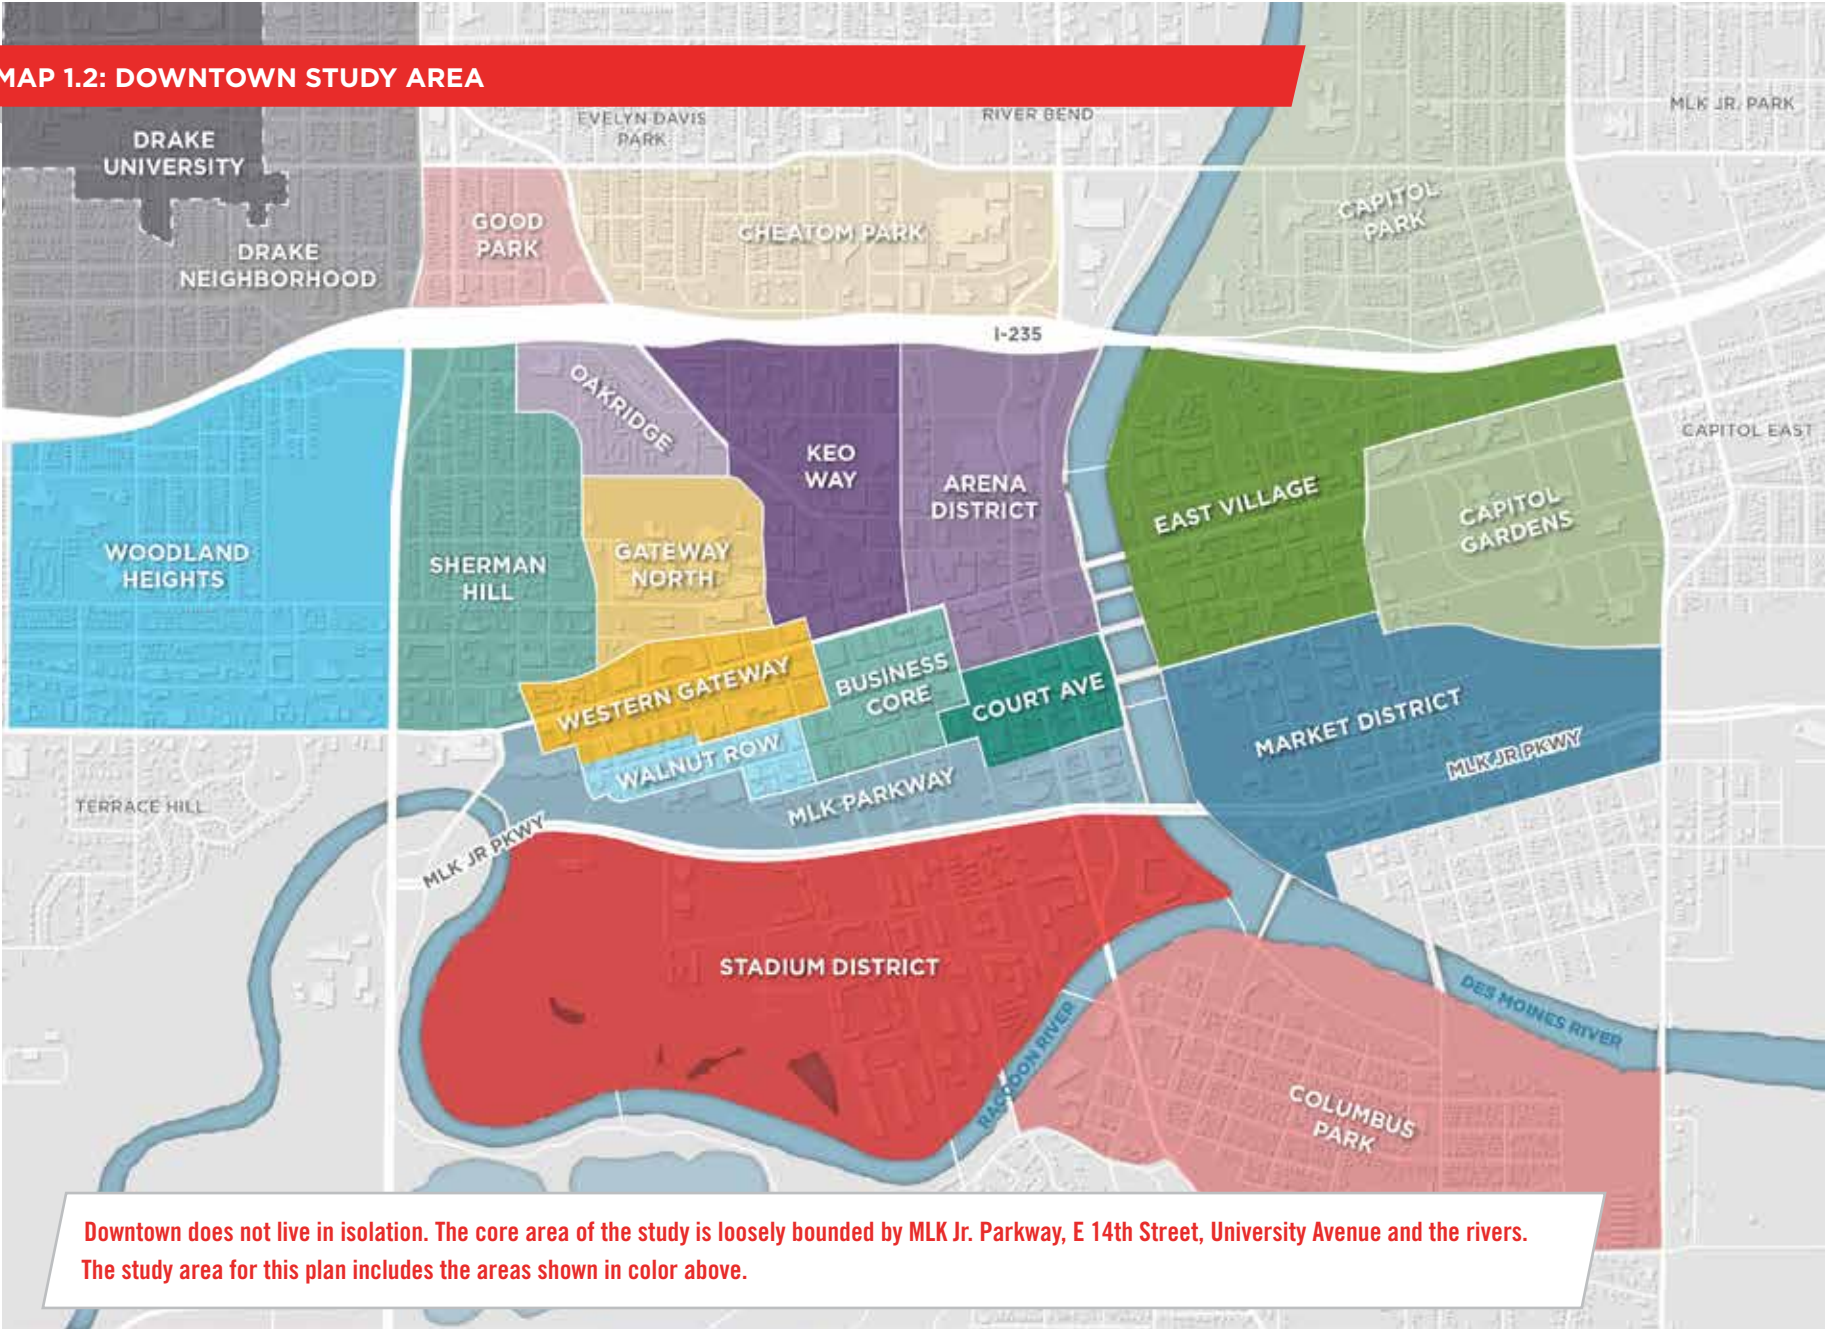 MAP 1.2: DOWNTOWN STUDY AREA
MLK JR. PARK
EVELYN DAVIS
PARK
RIVER BEND
DRAKE
UNIVERSITY
GOOD
PARK
CHEATOM PARK
CAPITOL
PARK
DRAKE
NEIGHBORHOOD
I-235
OAKRIDGE
KEO
WAY
ARENA
DISTRICT
EAST VILLAGE
CAPITOL
GARDENS
CAPITOL EAST
WOODLAND
HEIGHTS
SHERMAN
HILL
GATEWAY
NORTH
WESTERN GATEWAY
BUSINESS
CORE
COURT AVE
MARKET DISTRICT
MLK JR PKWY
WALNUT ROW
MLK PARKWAY
TERRACE HILL
MLK JR PKWY
STADIUM DISTRICT
RACCOON RIVER
DES MOINES RIVER
COLUMBUS
PARK
Downtown does not live in isolation. The core area of the study is loosely bounded by MLK Jr. Parkway, E 14th Street, University Avenue and the rivers.
The study area for this plan includes the areas shown in color above.